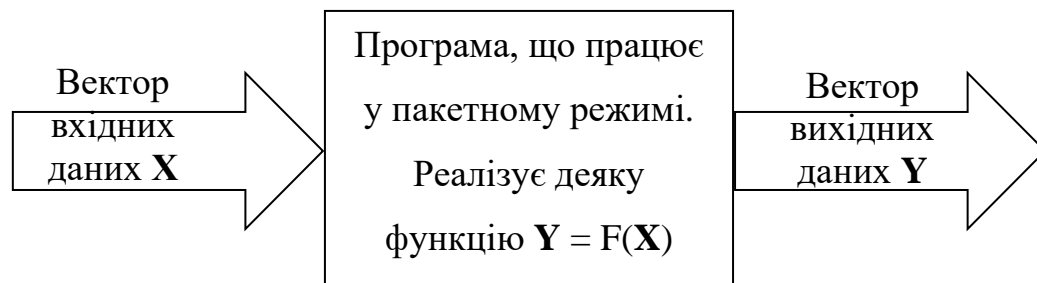 Вектор
вхідних
даних X
Програма, що працює
у пакетному режимі.
Реалізує деяку
функцію Y = F(X)
Вектор
вихідних
даних Y